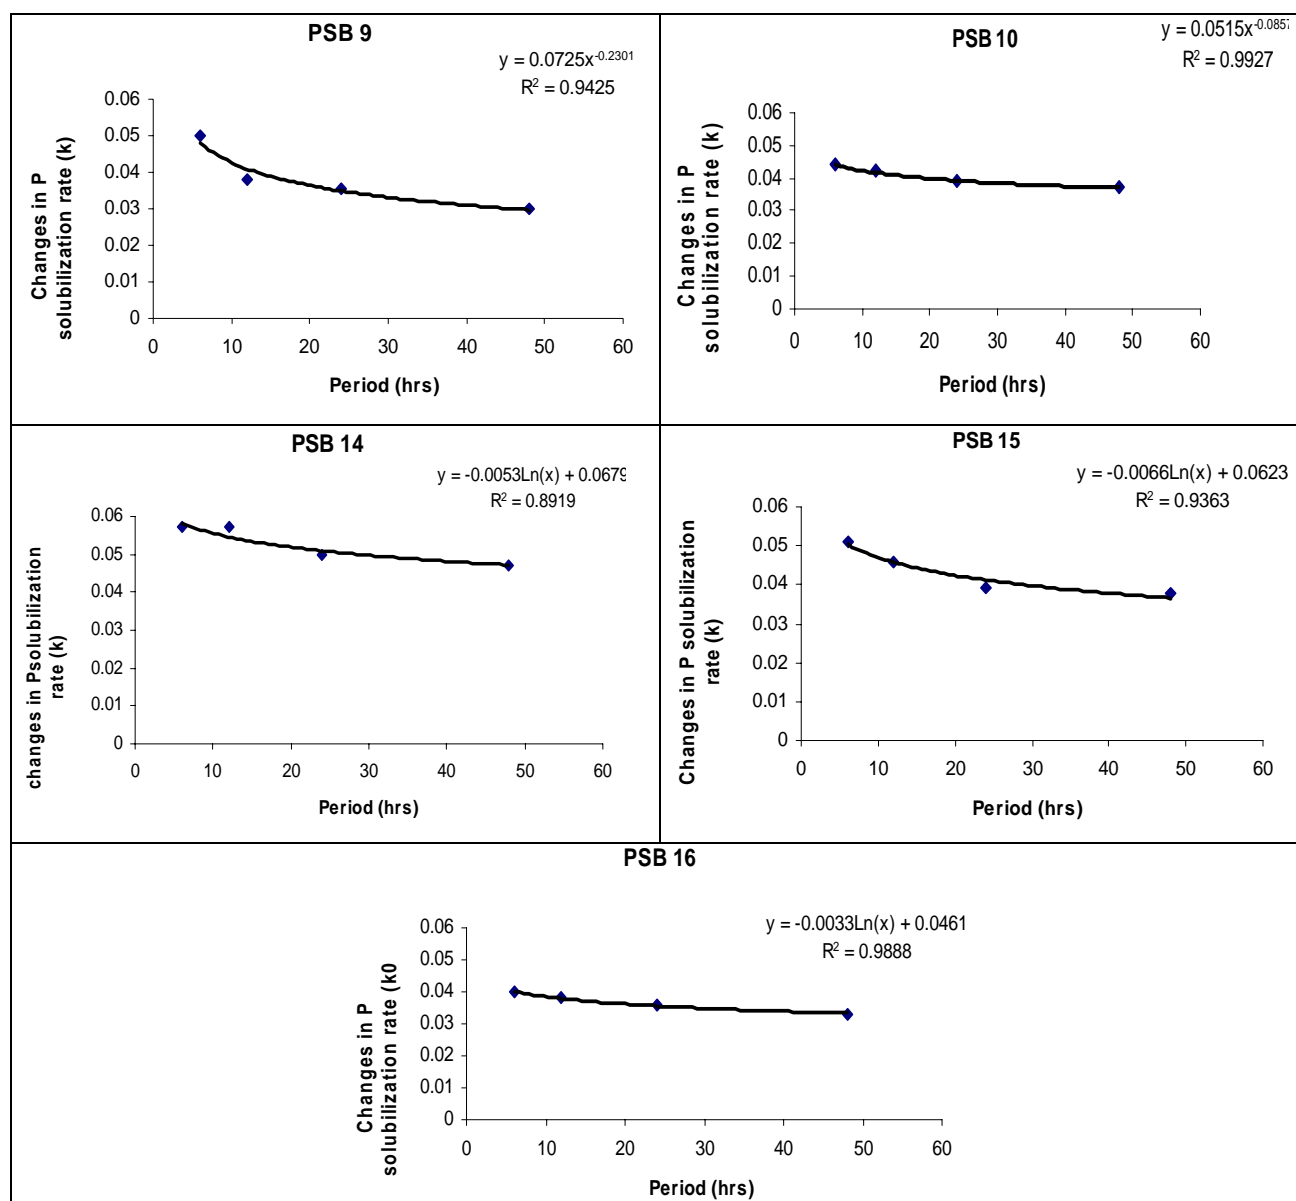 PSB 9
y = 0.0725x-0.2301
R2 = 0.9425
0.06
0.05
0.04
0.03
0.02
0.01
0
0 10 20 30 40 50 60
Changes in P
solubilization rate (k)
Period (hrs)
PSB 10
y = 0.0515x-0.0857
R2 = 0.9927
0.06
0.05
0.04
0.03
0.02
0.01
0
0 10 20 30 40 50 60
Changes in P
solubilization rate (k)
Period (hrs)
PSB 14
y = -0.0053Ln(x) + 0.0679
R2 = 0.8919
0.06
0.05
0.04
0.03
0.02
0.01
0
0 10 20 30 40 50 60
changes in Psolubilization
rate (k)
Period (hrs)
PSB 15
y = -0.0066Ln(x) + 0.0623
R2 = 0.9363
0.06
0.05
0.04
0.03
0.02
0.01
0
0 10 20 30 40 50 60
Changes in P solubilization
rate (k)
Period (hrs)
PSB 16
y = -0.0033Ln(x) + 0.0461
R2 = 0.9888
0.06
0.05
0.04
0.03
0.02
0.01
0
0 10 20 30 40 50 60
Changes in P
solubilization rate (k0
Period (hrs)